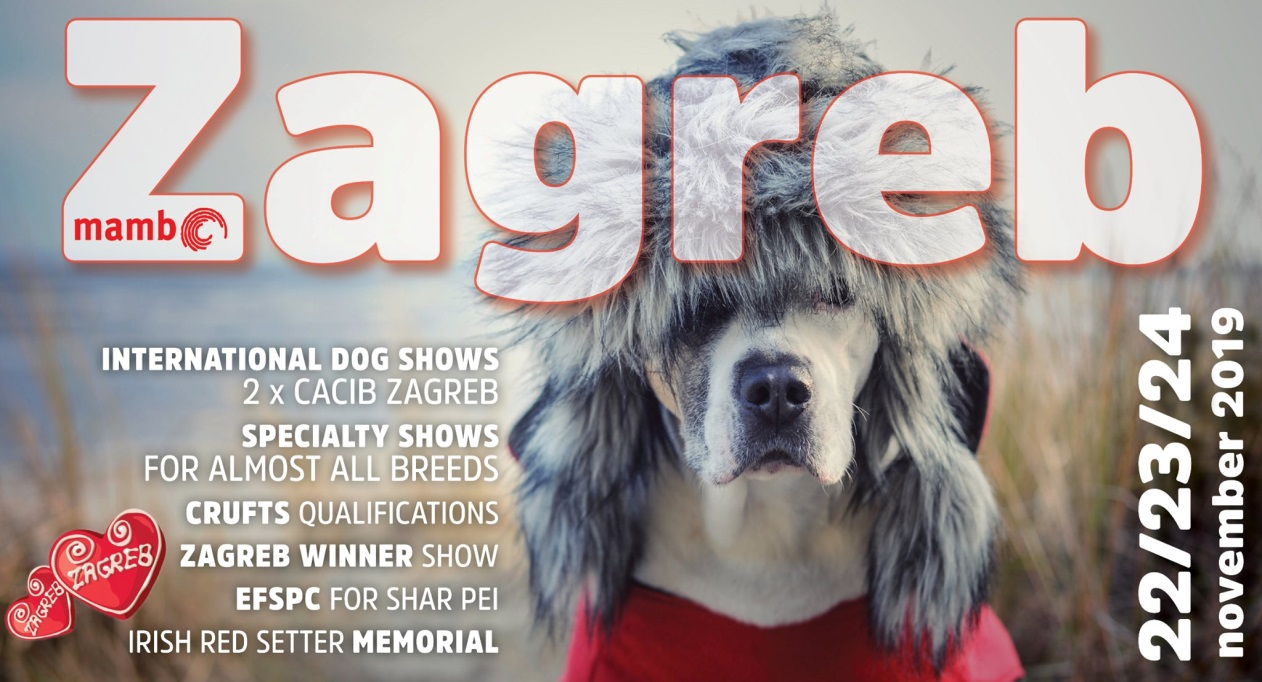 Zagreb
mamb
INTERNATIONAL DOG SHOWS
2 x CACIB ZAGREB
SPECIALTY SHOWS
FOR ALMOST ALL BREEDS
CRUFTS QUALIFICATIONS
ZAGREB WINNER SHOW
EFSPC FOR SHAR PEI
IRISH RED SETTER MEMORIAL
ZAGREB
ZAGREB
22/23/24
november 2019